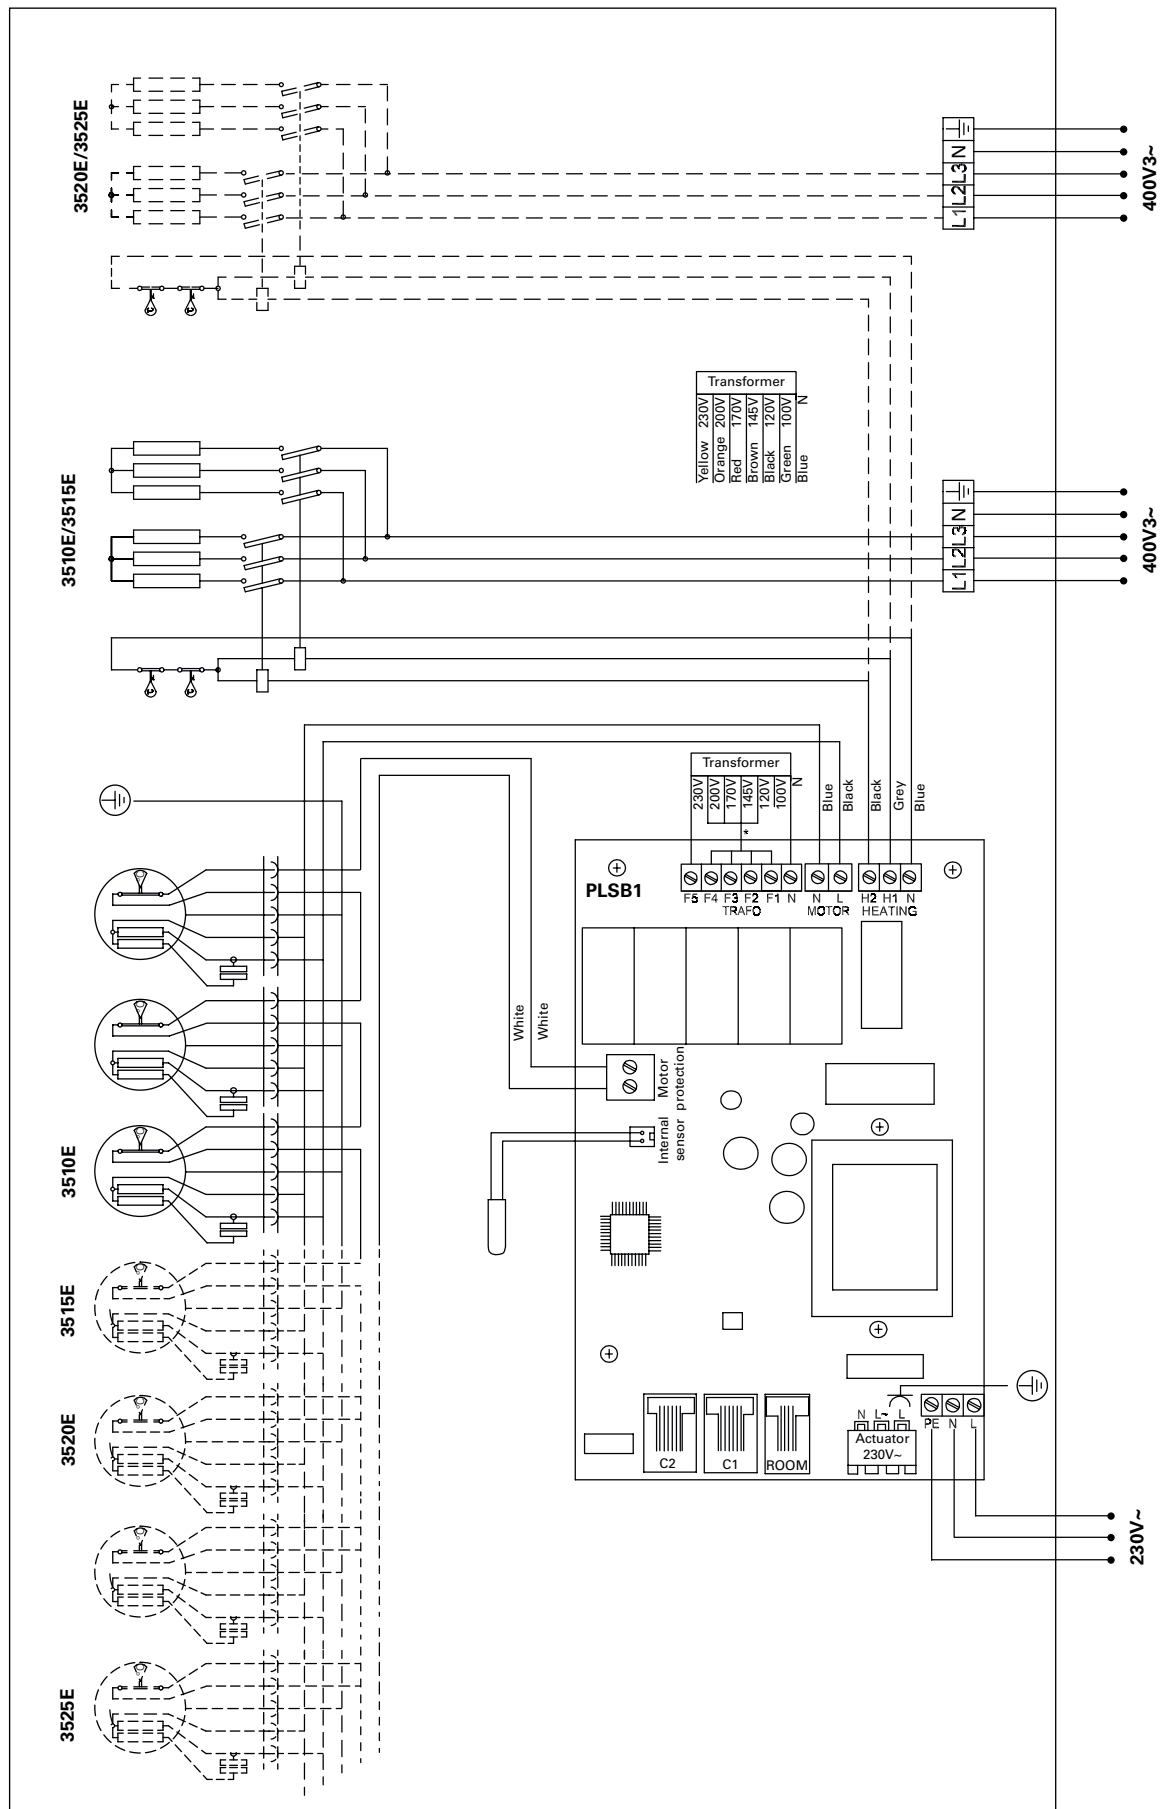 3520E/3525E
L1
L2
L3
N
400V3~
Transformer
Yellow 230V
Orange 200V
Red 170V
Brown 145V
Black 120V
Green 100V
Blue N
3510E/3515E
L1
L2
L3
N
400V3~
Transformer
230V
200V
170V
145V
120V
100V
N
*
Blue
Black
Black
Grey
Blue
PLSB1
F5 F4 F3 F2 F1 N
TRAFO
N L
MOTOR
H2 H1 N
HEATING
White
White
Motor
protection
Internal
sensor
3510E
3515E
3520E
3525E
C2
C1
ROOM
N L~ L
Actuator
230V~
PE N L
230V~